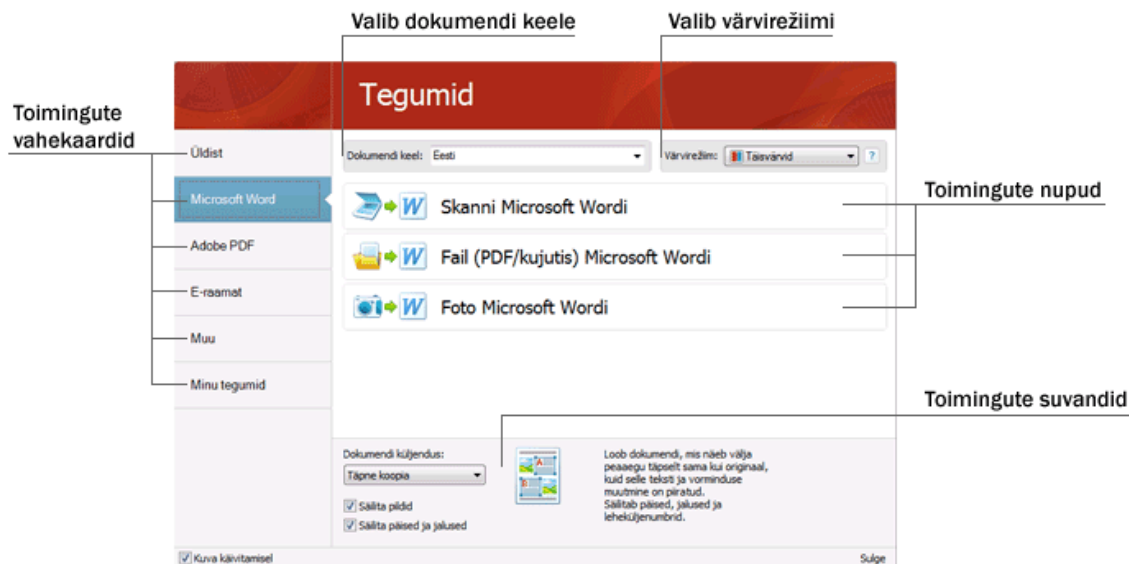 Valib dokumendi keele
Valib värvirežiimi
Tegumid
Toimingute
vahekaardid
Üldist
Dokumendi keel: Eesti
Värvirežiim: Täisvärvid ?
Microsoft Word
Skanni Microsoft Wordi
Toimingute nupud
Adobe PDF
Fail (PDF/kujutis) Microsoft Wordi
E-raamat
Foto Microsoft Wordi
Muu
Minu tegumid
Toimingute suvandid
Dokumendi küljendus:
Täpne koopia
Säilita pildid
Säilita päised ja jalused
Loob dokumendi, mis näeb välja
peaaegu täpselt sama kui originaal,
kuid selle teksti ja vorminduse
muutmine on piiratud.
Säilitab päised, jalused ja
leheküljenumbrid.
Kuva käivitamisel
Sulge